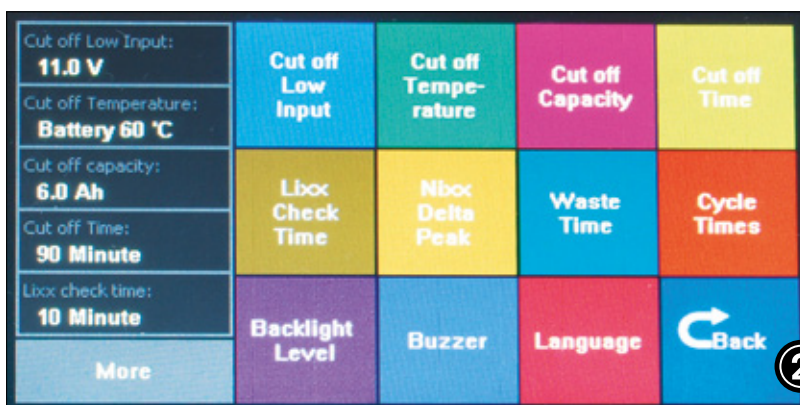 Cut off Low Input:
11.0 V
Cut off Temperature:
Battery 60 °C
Cut off capacity:
6.0 Ah
Cut off Time:
90 Minute
Lixx check time:
10 Minute
More
Cut off
Low
Input
Cut off
Tempe-
rature
Cut off
Capacity
Cut off
Time
Lixx
Check
Time
Nixx
Delta
Peak
Waste
Time
Cycle
Times
Backlight
Level
Buzzer
Language
Back
2